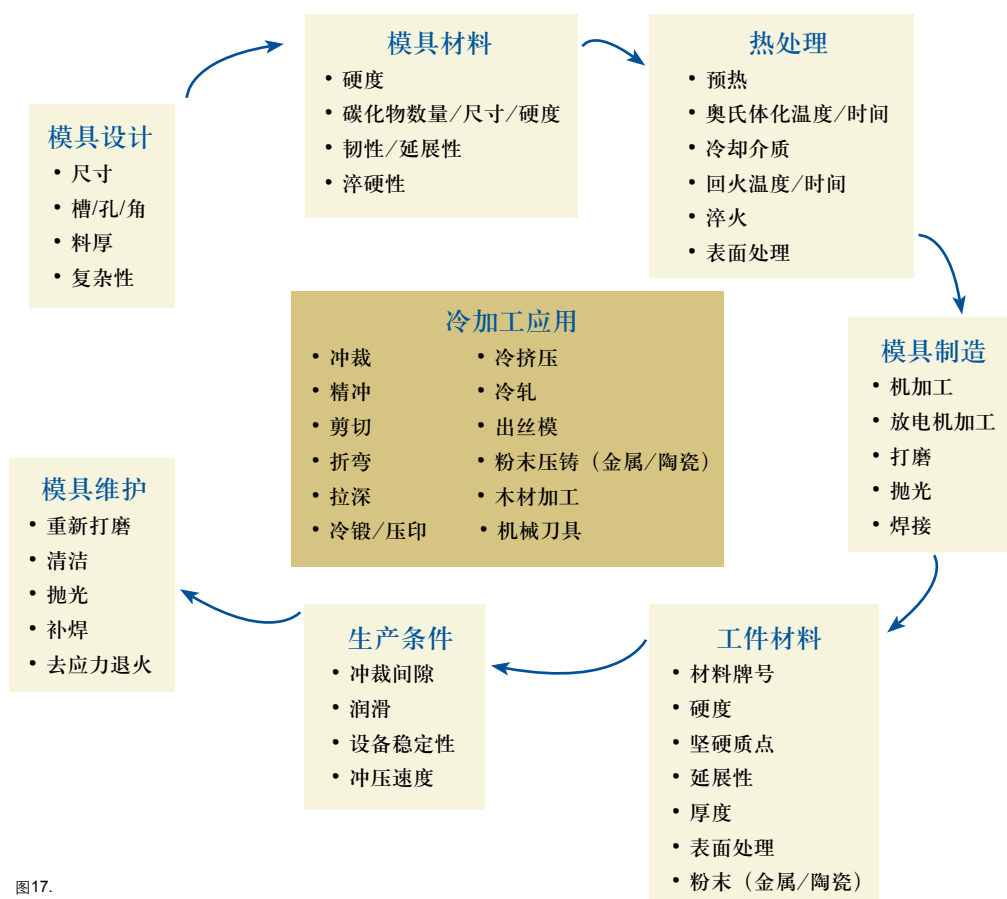 模具设计
• 尺寸
• 槽/孔/角
• 料厚
• 复杂性
模具材料
• 硬度
• 碳化物数量/尺寸/硬度
• 韧性/延展性
• 淬硬性
热处理
• 预热
• 奥氏体化温度/时间
• 冷却介质
• 回火温度/时间
• 淬火
• 表面处理
模具制造
• 机加工
• 放电机加工
• 打磨
• 抛光
• 焊接
工件材料
• 材料牌号
• 硬度
• 坚硬质点
• 延展性
• 厚度
• 表面处理
• 粉末（金属/陶瓷）
生产条件
• 冲裁间隙
• 润滑
• 设备稳定性
• 冲压速度
模具维护
• 重新打磨
• 清洁
• 抛光
• 补焊
• 去应力退火
冷加工应用
• 冲裁
• 精冲
• 剪切
• 折弯
• 拉深
• 冷锻/压印
• 冷挤压
• 冷轧
• 出丝模
• 粉末压铸（金属/陶瓷）
• 木材加工
• 机械刀具
图17.